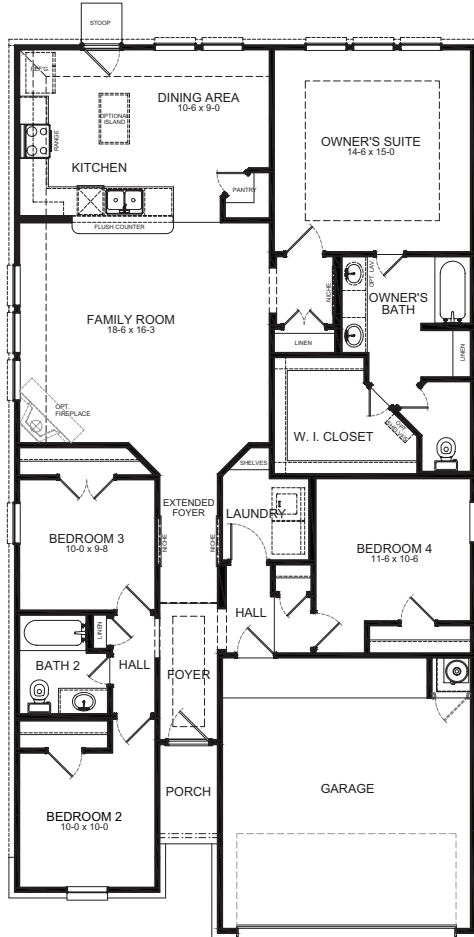 STOOP
REF'G.
DINING AREA
10-6 x 9-0
OPTIONAL
ISLAND
RANGE
KITCHEN
PANTRY
FLUSH COUNTER
OWNER'S SUITE
14-6 x 15-0
FAMILY ROOM
18-6 x 16-3
NICHE
OPT. LAV.
OWNER'S
BATH
LINEN
LINEN
OPT.
FIREPLACE
W. I. CLOSET
OPT.
SHELVES
SHELVES
EXTENDED
FOYER
NICHE
NICHE
LAUNDRY
BEDROOM 3
10-0 x 9-8
BEDROOM 4
11-6 x 10-6
HALL
LINEN
BATH 2
HALL
FOYER
PORCH
GARAGE
BEDROOM 2
10-0 x 10-0